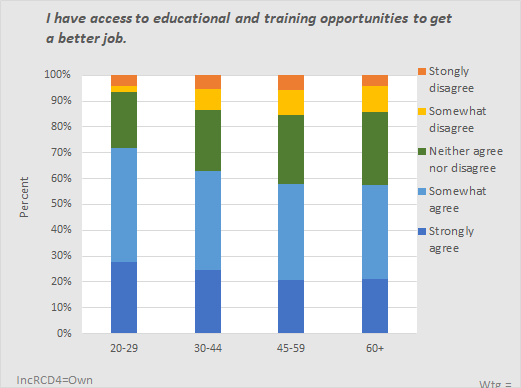 I have access to educational and training opportunities to get
a better job.
100%
90%
80%
70%
60%
50%
40%
30%
20%
10%
0%
Percent
20-29
30-44
45-59
60+
Stongly
disagree
Somewhat
disagree
Neither agree
nor disagree
Somewhat
agree
Strongly
agree
IncRCD4=Own
Wtg =